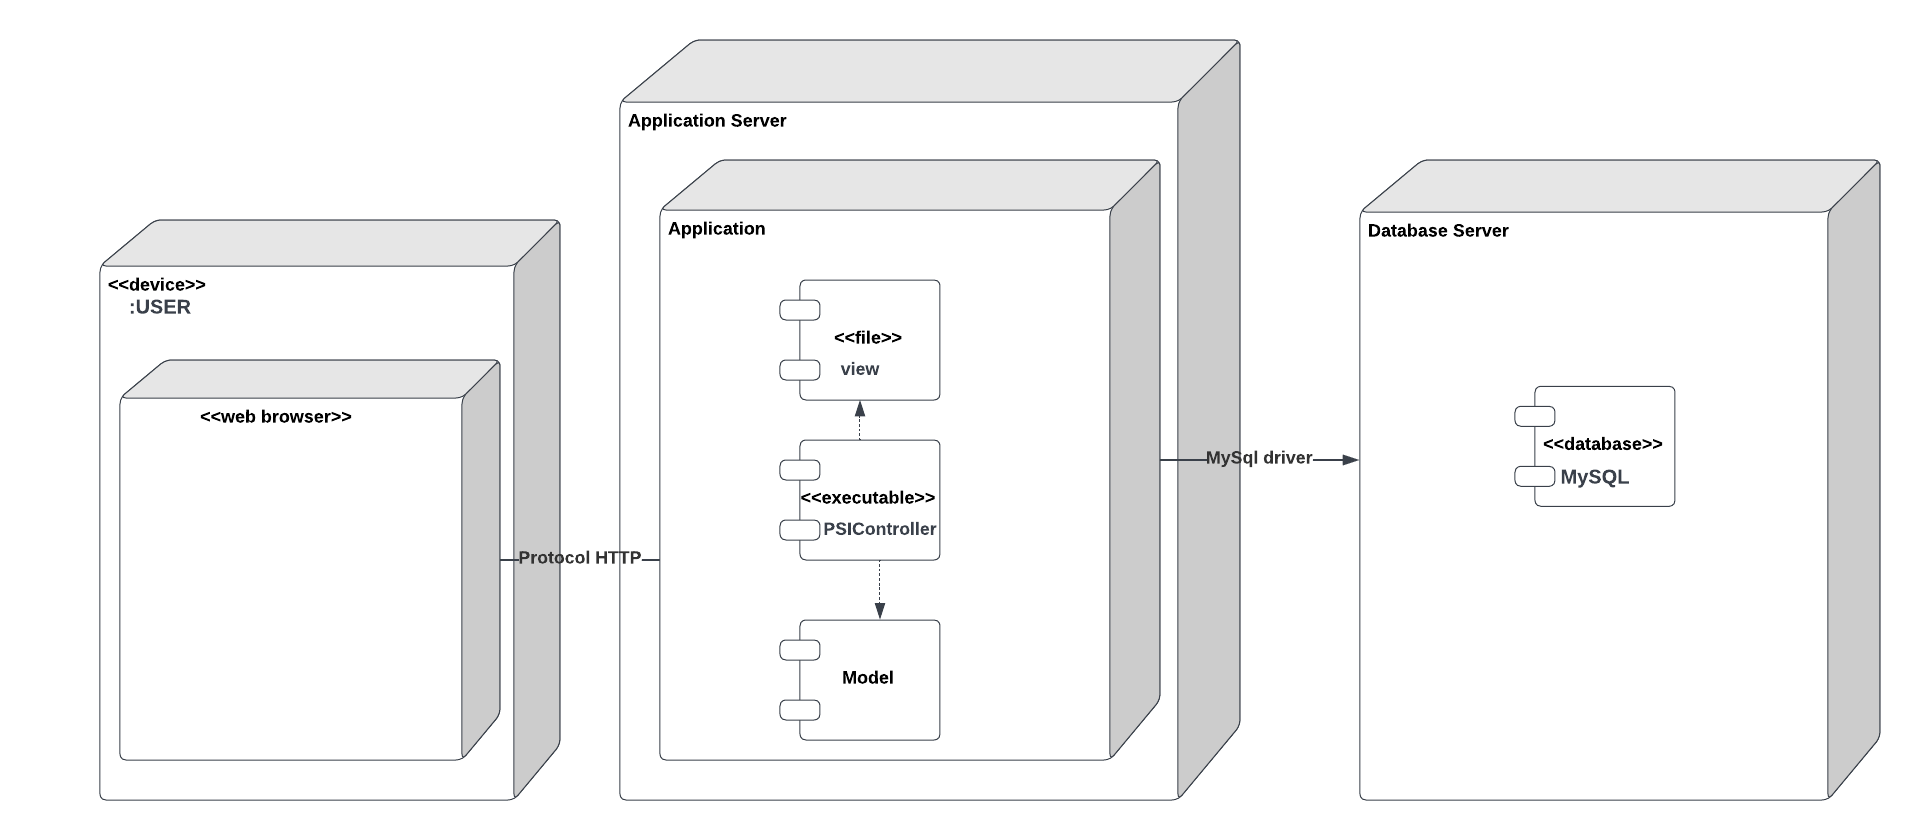 <<device>>
:USER
<<web browser>>
Protocol HTTP
Application Server
Application
<<file>>
view
<<executable>>
PSIController
Model
MySql driver
Database Server
<<database>>
MySQL